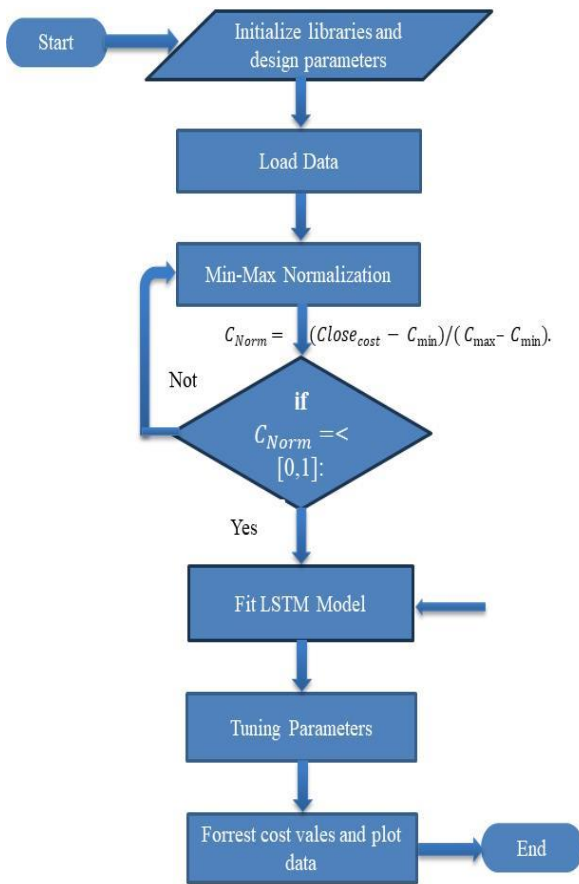 Start
Initialize libraries and
design parameters
Load Data
Min-Max Normalization
C_Norm = (Close_cost − C_min)/( C_max – C_min).
Not
if
C_Norm =<
[0,1]:
Yes
Fit LSTM Model
Tuning Parameters
Forrest cost vales and plot
data
End